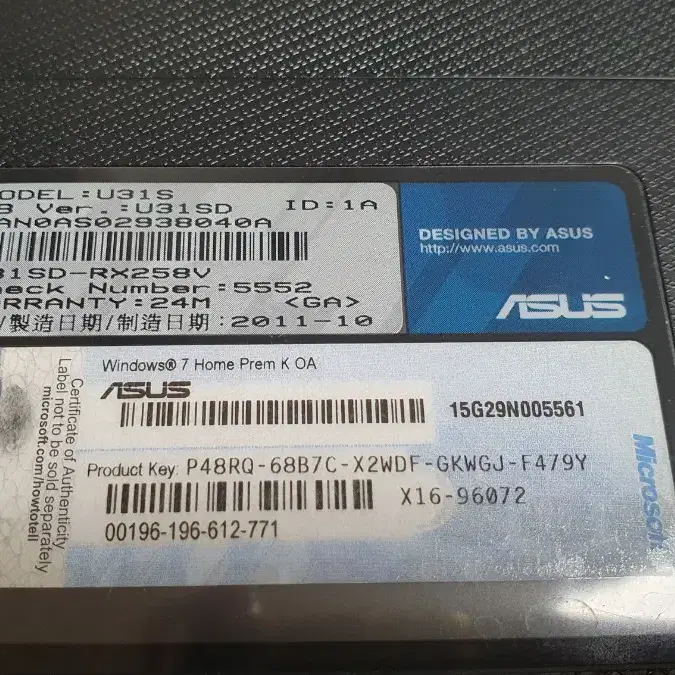 ODEL:U31S
B Ver.:U31SD ID:1A
AN0AS02938040A
31SD-RX258V
eck Number:5552
RRANTY:24M <GA>
/製造日期/制造日期:2011-10
DESIGNED BY ASUS
http://www.asus.com
ASUS
Windows® 7 Home Prem K OA
ASUS
15G29N005561
Product Key: P48RQ-68B7C-X2WDF-GKWGJ-F479Y
X16-96072
00196-196-612-771
Certificate of Authenticity
Label not to be sold separately
microsoft.com/howtotell
Microsoft